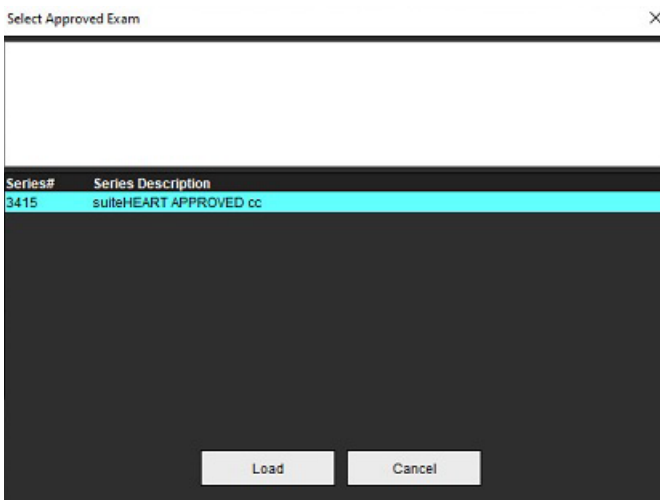 Select Approved Exam
Series# Series Description
3415 suiteHEART APPROVED cc
Load Cancel